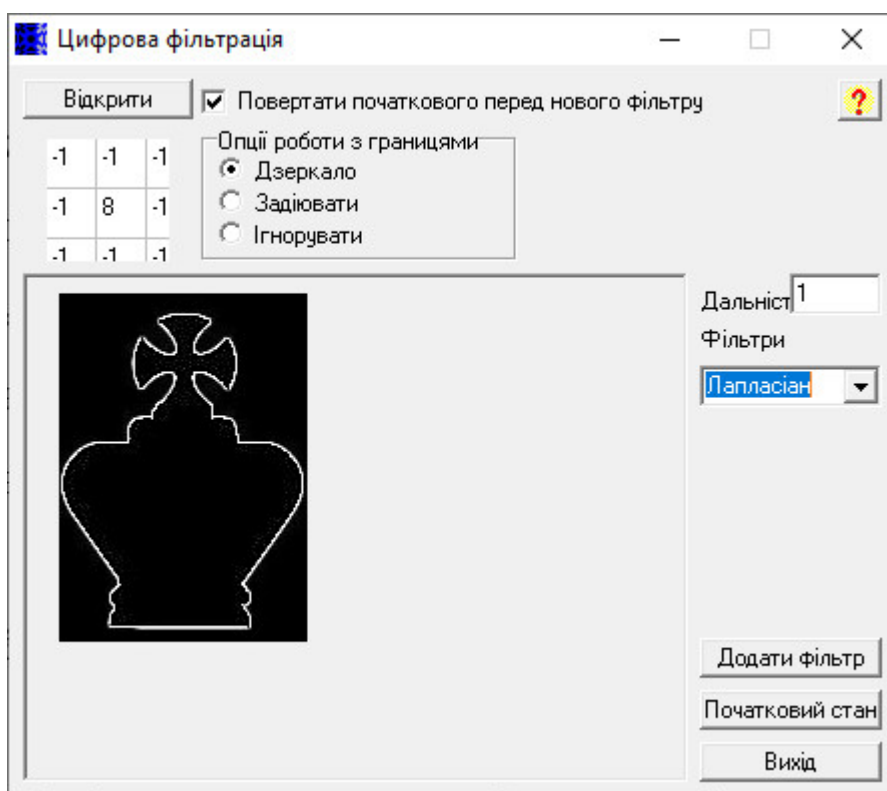 Цифрова фільтрація
Відкрити
Повертати початкового перед нового фільтру
?
Опції роботи з границями
Дзеркало
Задіювати
Ігнорувати
-1 -1 -1
-1 8 -1
-1 -1 -1
Дальніст 1
Фільтри
Лапласіан
Додати фільтр
Початковий стан
Вихід